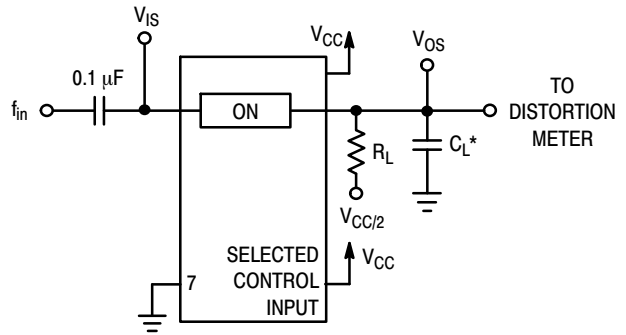 V_IS
V_CC
V_OS
0.1 μF
f_in
ON
TO
DISTORTION
METER
R_L
C_L*
V_CC/2
SELECTED
CONTROL
INPUT
V_CC
7